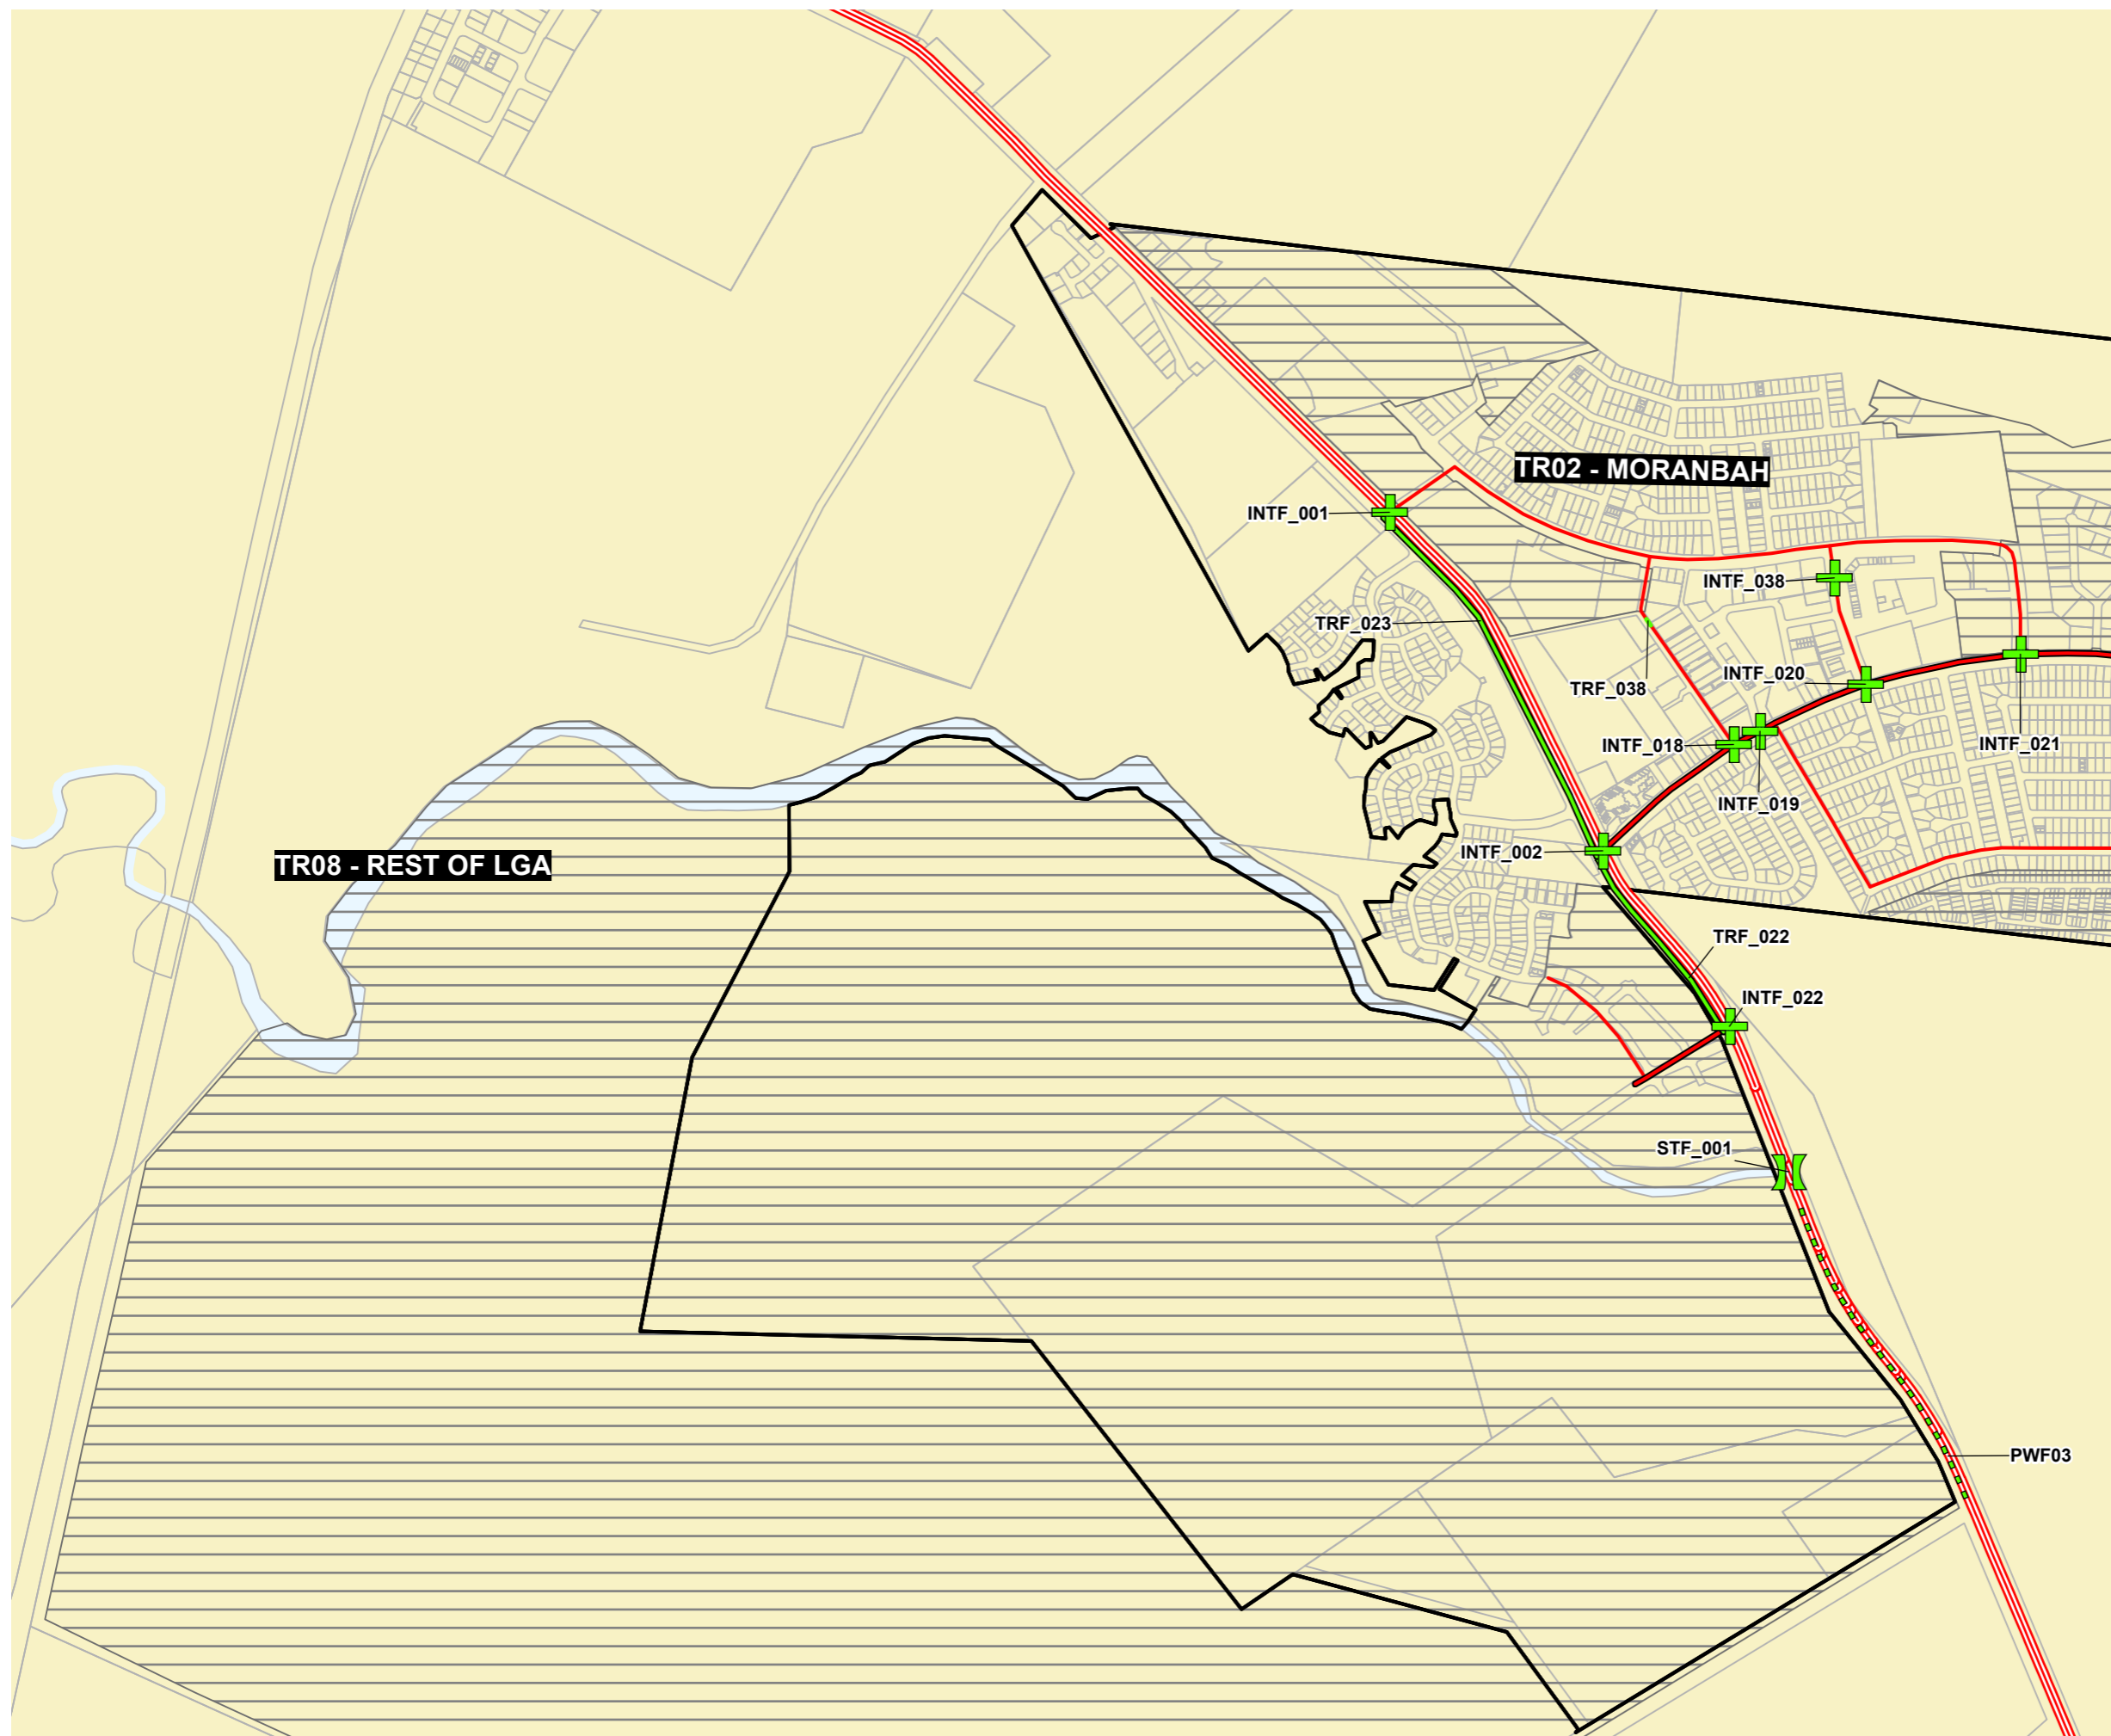 TR02 - MORANBAH
INTF_001
INTF_038
TRF_023
INTF_020
TRF_038
INTF_018
INTF_021
INTF_019
INTF_002
TR08 - REST OF LGA
TRF_022
INTF_022
STF_001
PWF03